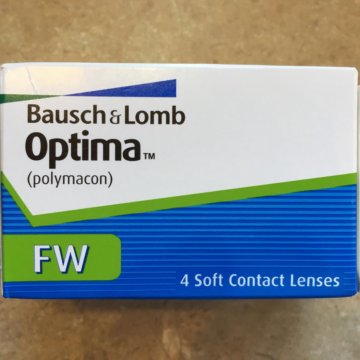 Bausch & Lomb
Optima™
(polymacon)
FW
4 Soft Contact Lenses